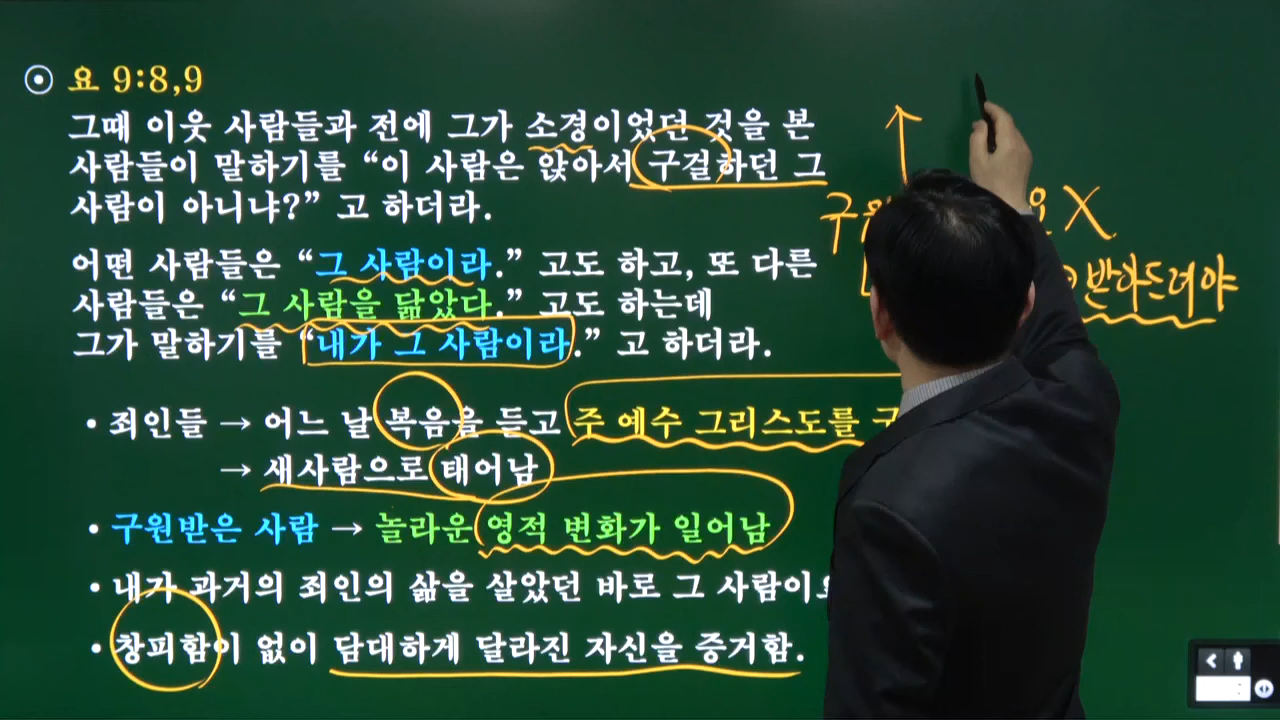 ⊙ 요 9:8,9
그때 이웃 사람들과 전에 그가 소경이었던 것을 본
사람들이 말하기를 “이 사람은 앉아서 구걸하던 그
사람이 아니냐?” 고 하더라.
어떤 사람들은 “그 사람이라.” 고도 하고, 또 다른
사람들은 “그 사람을 닮았다.” 고도 하는데
그가 말하기를 “내가 그 사람이라.” 고 하더라.
• 죄인들 → 어느 날 복음을 듣고 주 예수 그리스도를
→ 새사람으로 태어남
• 구원받은 사람 → 놀라운 영적 변화가 일어남
• 내가 과거의 죄인의 삶을 살았던 바로 그 사람이
• 창피함이 없이 담대하게 달라진 자신을 증거함.
X
받아드려야